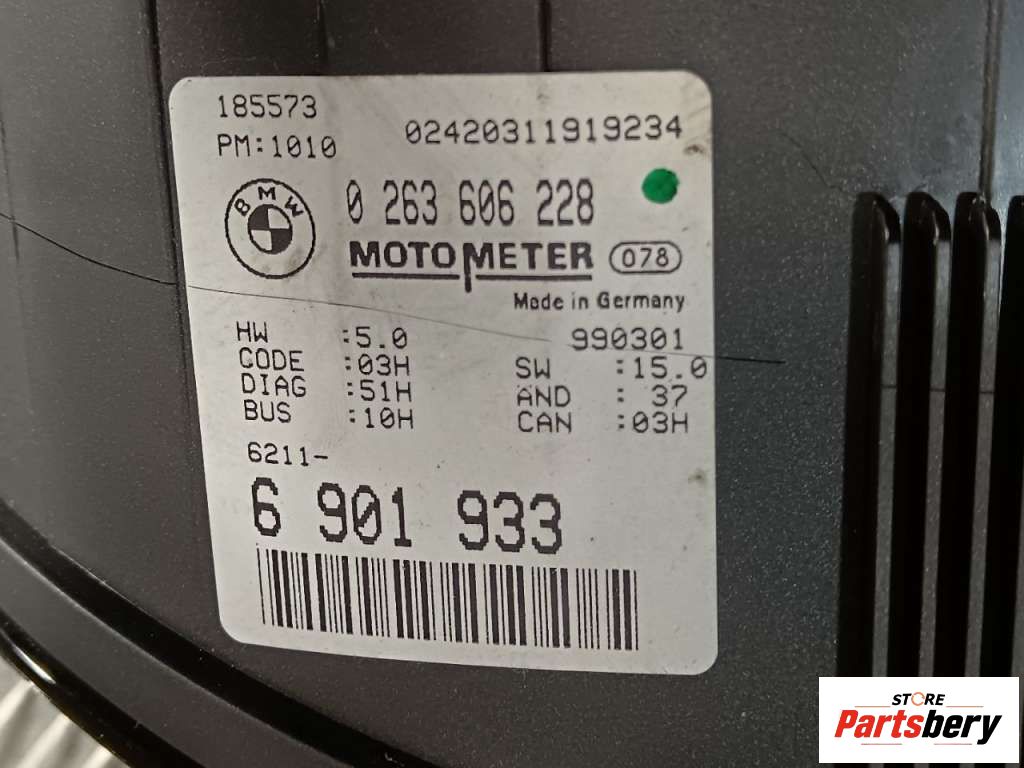 185573
PM:1010
02420311919234
BMW
0 263 606 228
MOTOMETER
078
Made in Germany
990301
HW :5.0
CODE :03H
DIAG :51H
BUS :10H
SW :15.0
AND : 37
CAN :03H
6211-
6 901 933
STORE
Partsbery